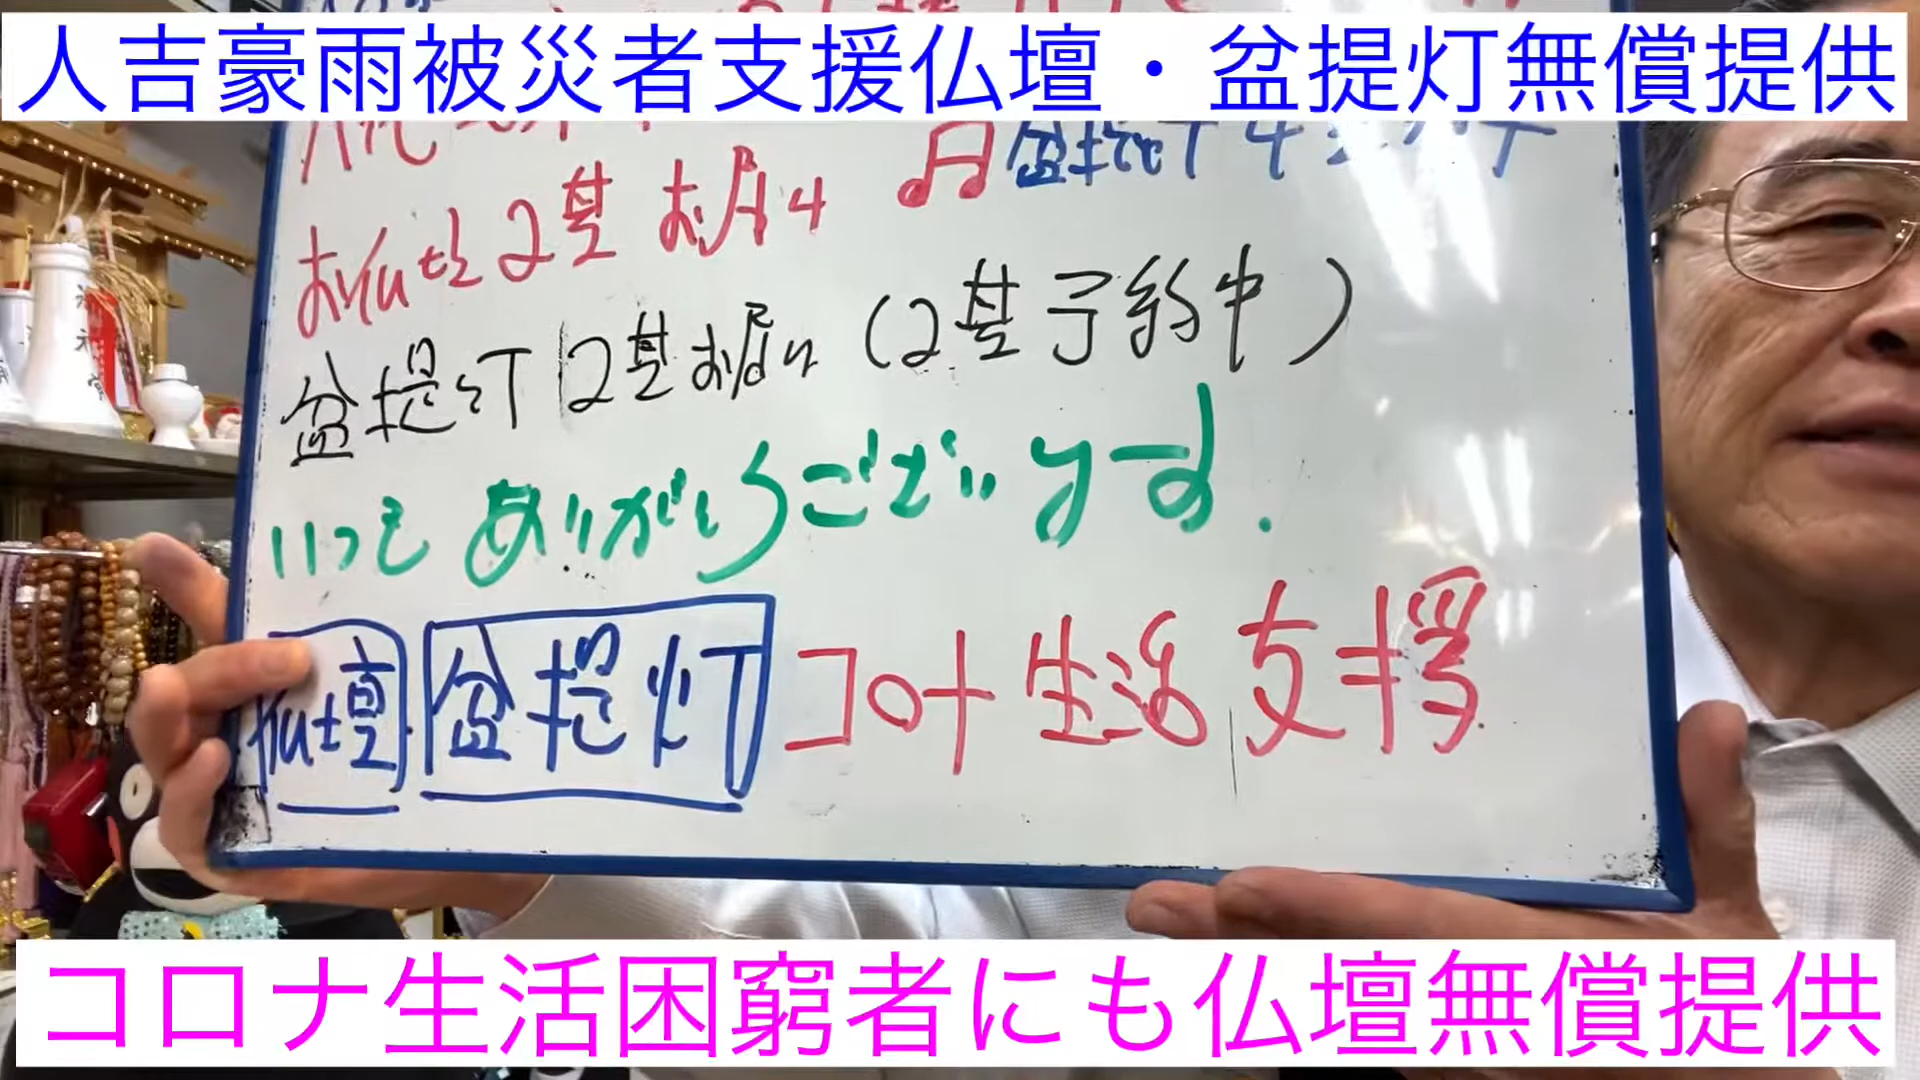 人吉豪雨被災者支援仏壇・盆提灯無償提供
お仏壇2基 お届け
盆提灯12基お届け (2基予約中)
いつも ありがとうございます.
仏壇 盆提灯 コロナ 生活 支援
コロナ生活困窮者にも仏壇無償提供